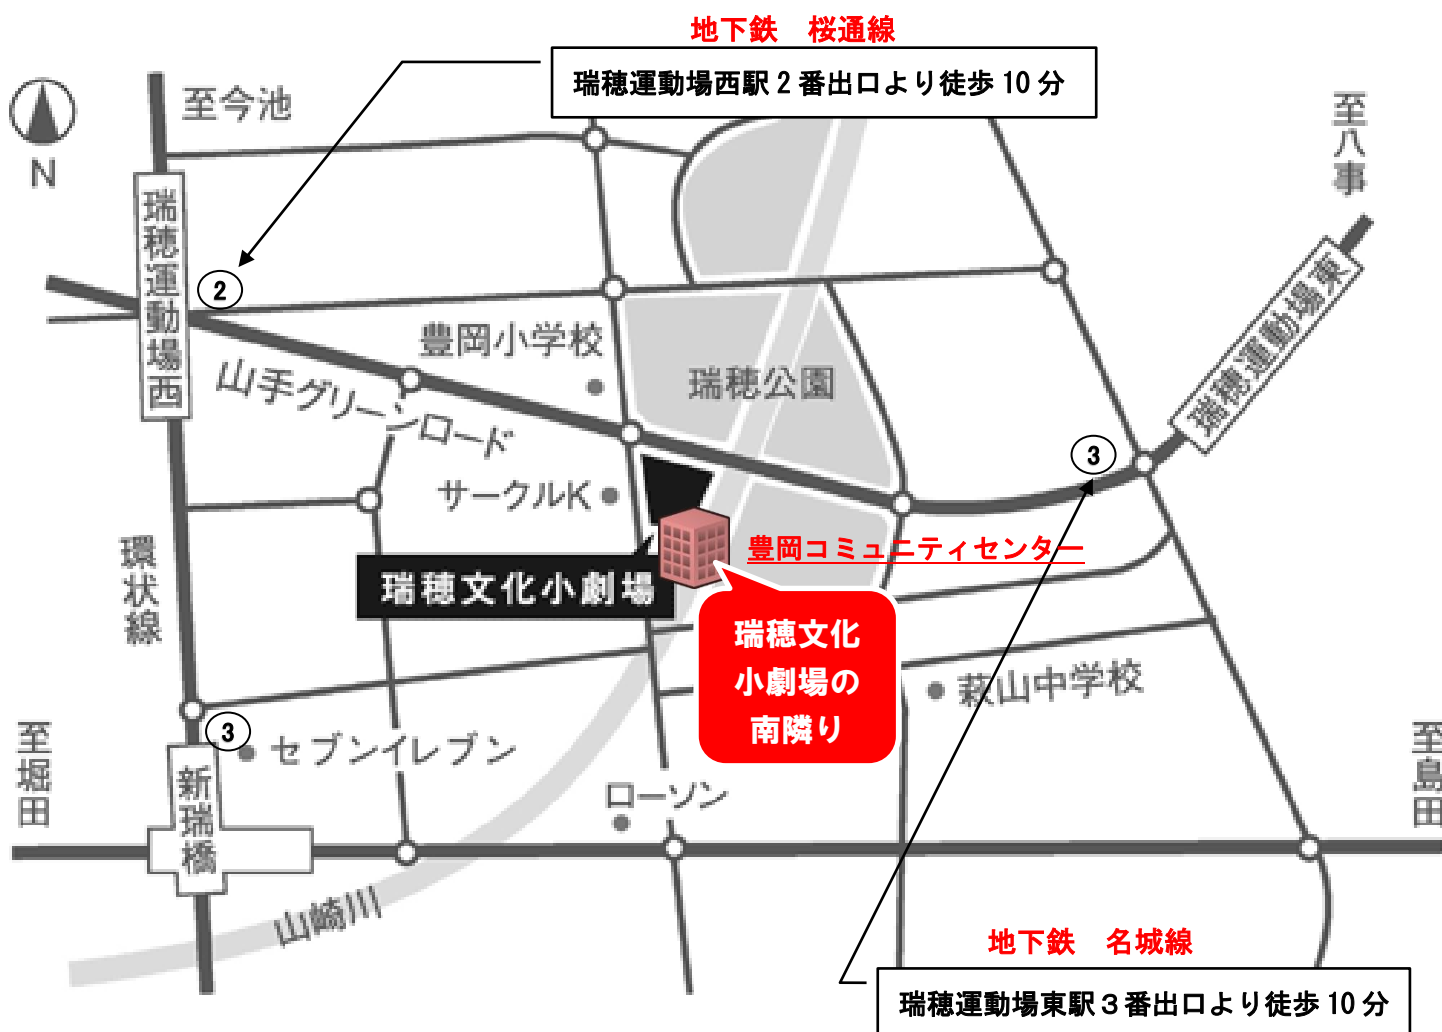 地下鉄　桜通線
瑞穂運動場西駅2番出口より徒歩10分
至今池
至八事
N
瑞穂運動場西
2
瑞穂運動場東
豊岡小学校
瑞穂公園
山手グリーンロード
3
サークルK
豊岡コミュニティセンター
環状線
瑞穂文化小劇場
瑞穂文化
小劇場の
南隣り
萩山中学校
3
セブンイレブン
至堀田
至島田
新瑞橋
ローソン
山崎川
地下鉄　名城線
瑞穂運動場東駅3番出口より徒歩10分